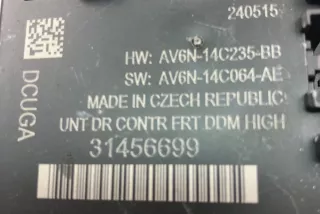 240515
HW: AV6N-14C235-BB
SW: AV6N-14C064-AE
MADE IN CZECH REPUBLIC
DCUGA
UNT DR CONTR FRT DDM HIGH
31456699